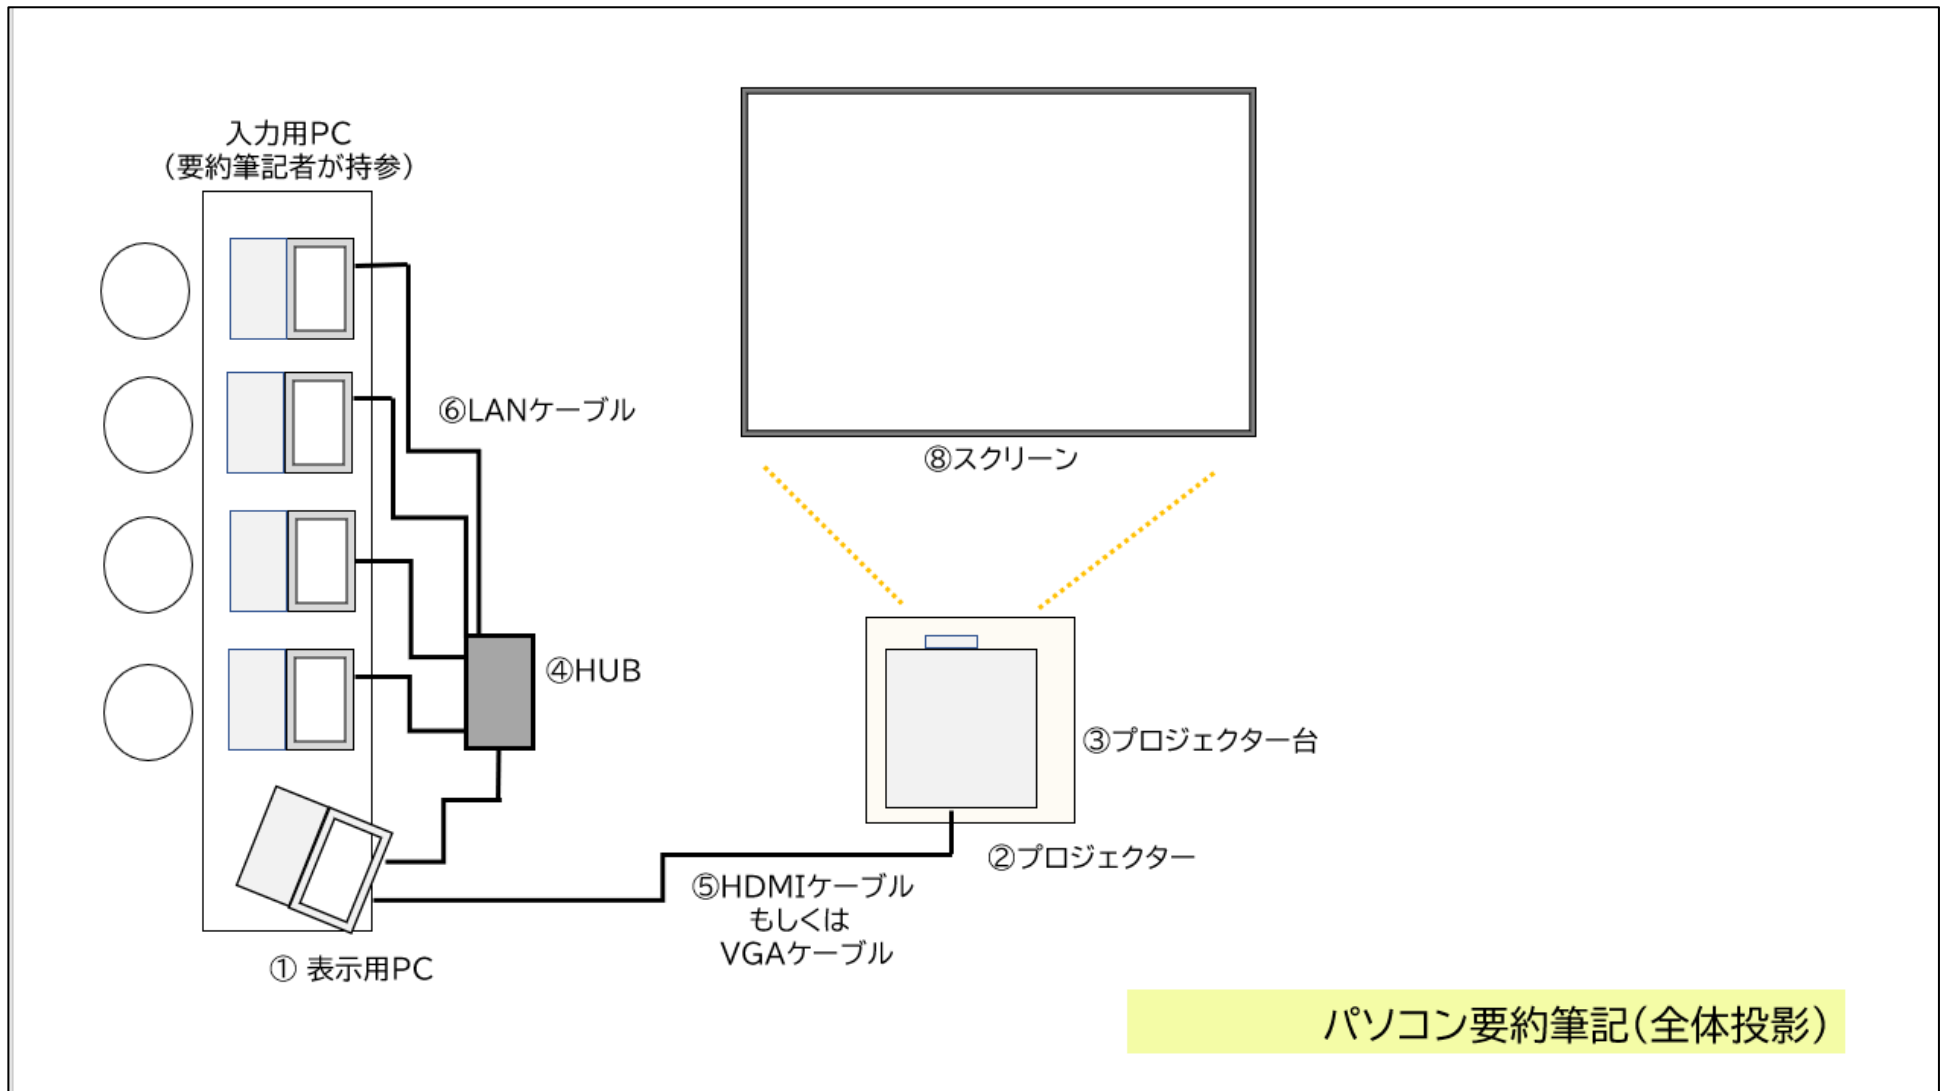 入力用PC
（要約筆記者が持参）
⑥LANケーブル
⑧スクリーン
④HUB
③プロジェクター台
②プロジェクター
⑤HDMIケーブル
もしくは
VGAケーブル
① 表示用PC
パソコン要約筆記（全体投影）